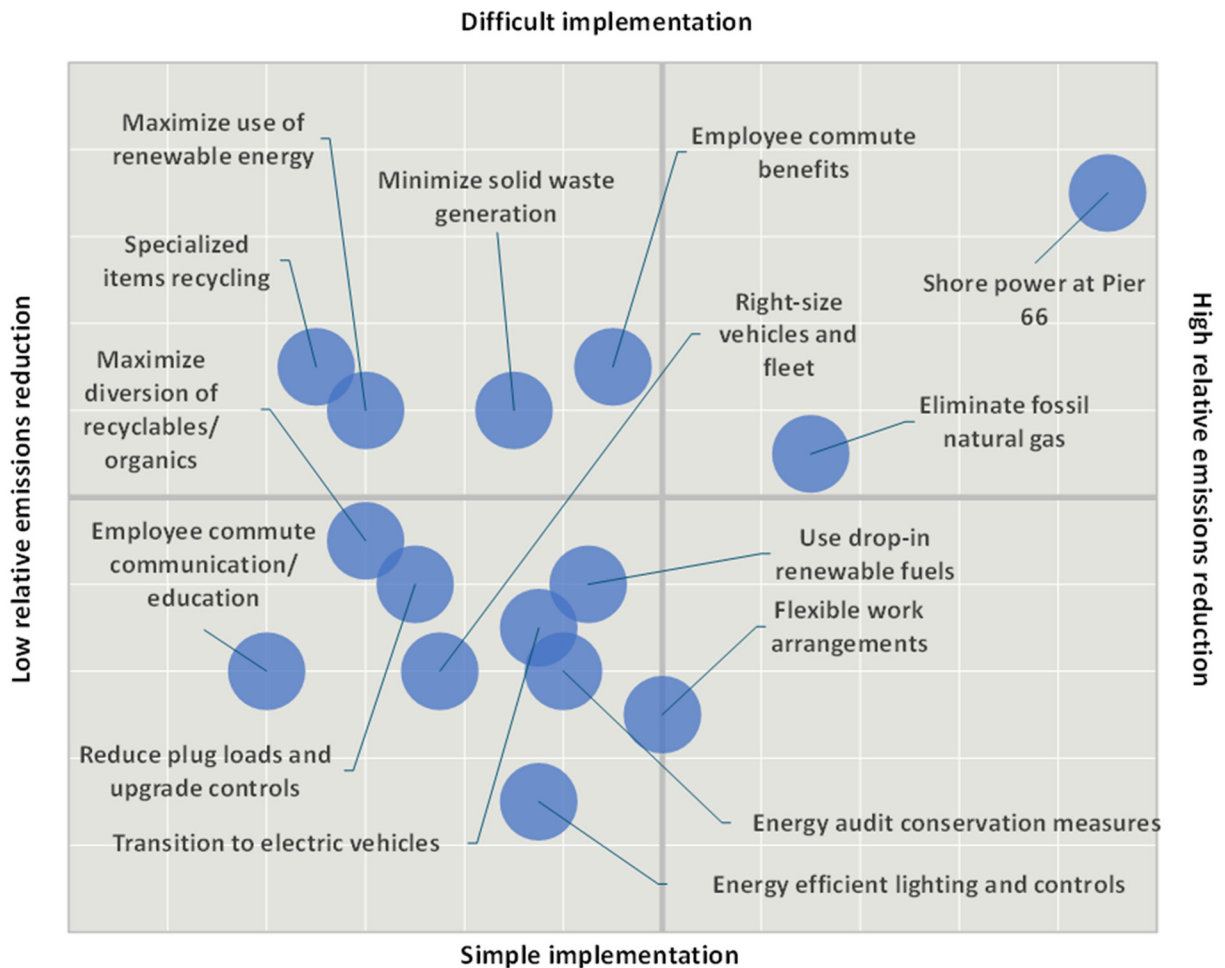 Difficult implementation
Maximize use of
renewable energy
Employee commute
benefits
Minimize solid waste
generation
Specialized
items recycling
Shore power at Pier
66
Right-size
vehicles and
fleet
Maximize
diversion of
recyclables/
organics
Eliminate fossil
natural gas
Low relative emissions reduction
High relative emissions reduction
Employee commute
communication/
education
Use drop-in
renewable fuels
Flexible work
arrangements
Reduce plug loads and
upgrade controls
Transition to electric vehicles
Energy audit conservation measures
Energy efficient lighting and controls
Simple implementation